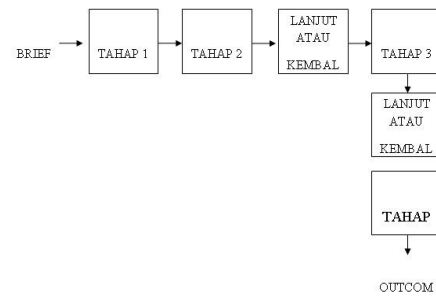 BRIEF
TAHAP 1
TAHAP 2
LANJUT
ATAU
KEMBAL
TAHAP 3
LANJUT
ATAU
KEMBAL
TAHAP
OUTCOM